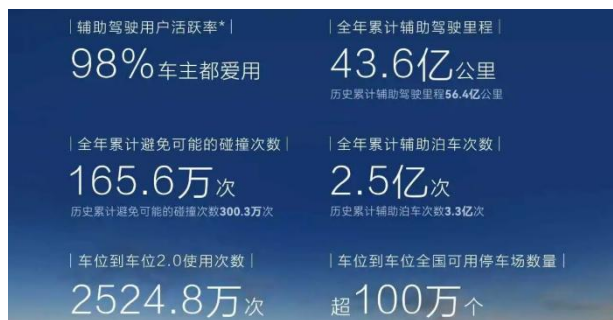 辅助驾驶用户活跃率*
98%车主都爱用
全年累计辅助驾驶里程
43.6亿公里
历史累计辅助驾驶里程56.4亿公里
全年累计避免可能的碰撞次数
165.6万次
历史累计避免可能的碰撞次数300.3万次
全年累计辅助泊车次数
2.5亿次
历史累计辅助泊车次数3.3亿次
车位到车位2.0使用次数
2524.8万次
车位到车位全国可用停车场数量
超100万个